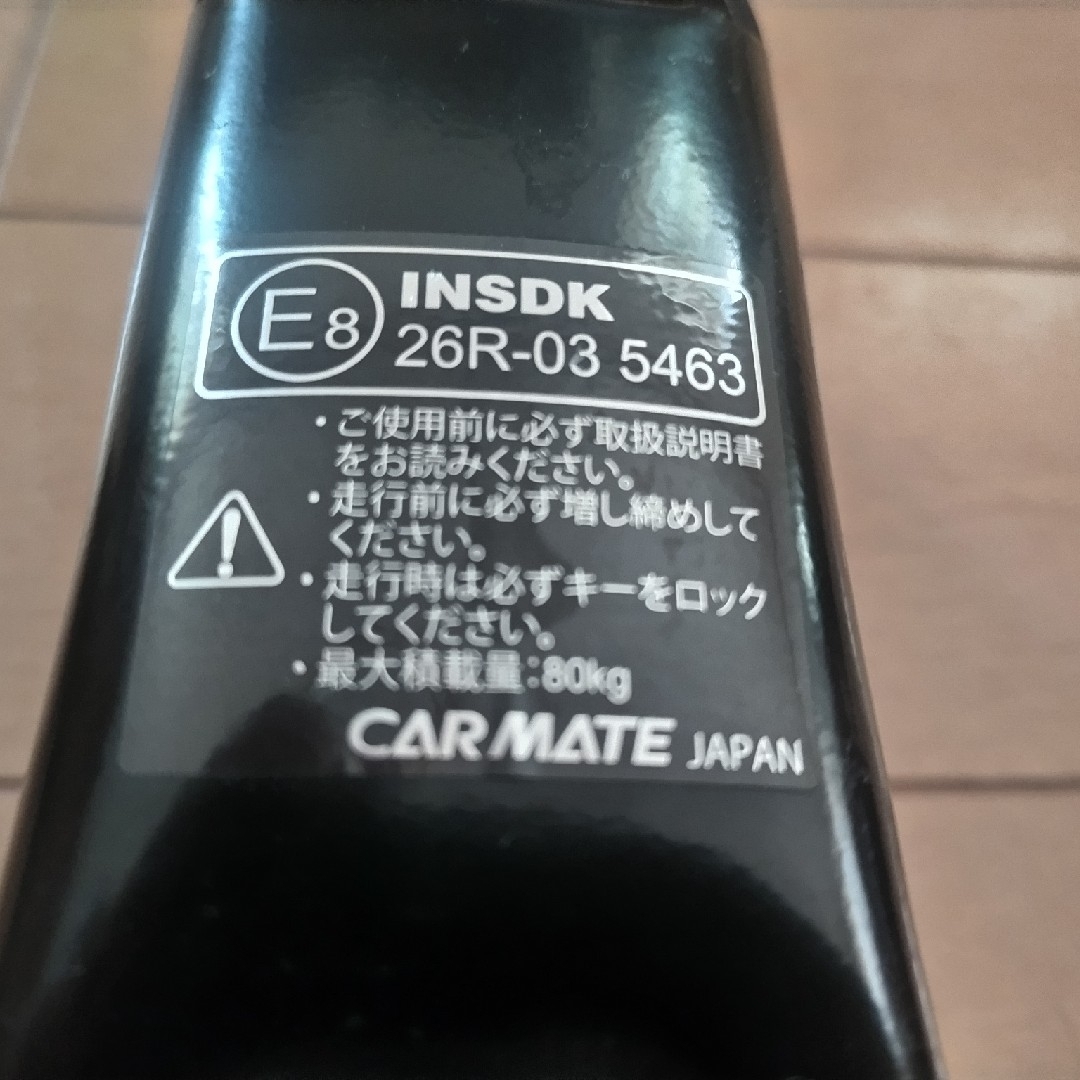 E8 INSDK
26R-03 5463
・ご使用前に必ず取扱説明書
をお読みください。
・走行前に必ず増し締めして
ください。
・走行時は必ずキーをロック
してください。
・最大積載量:80kg
CARMATE JAPAN